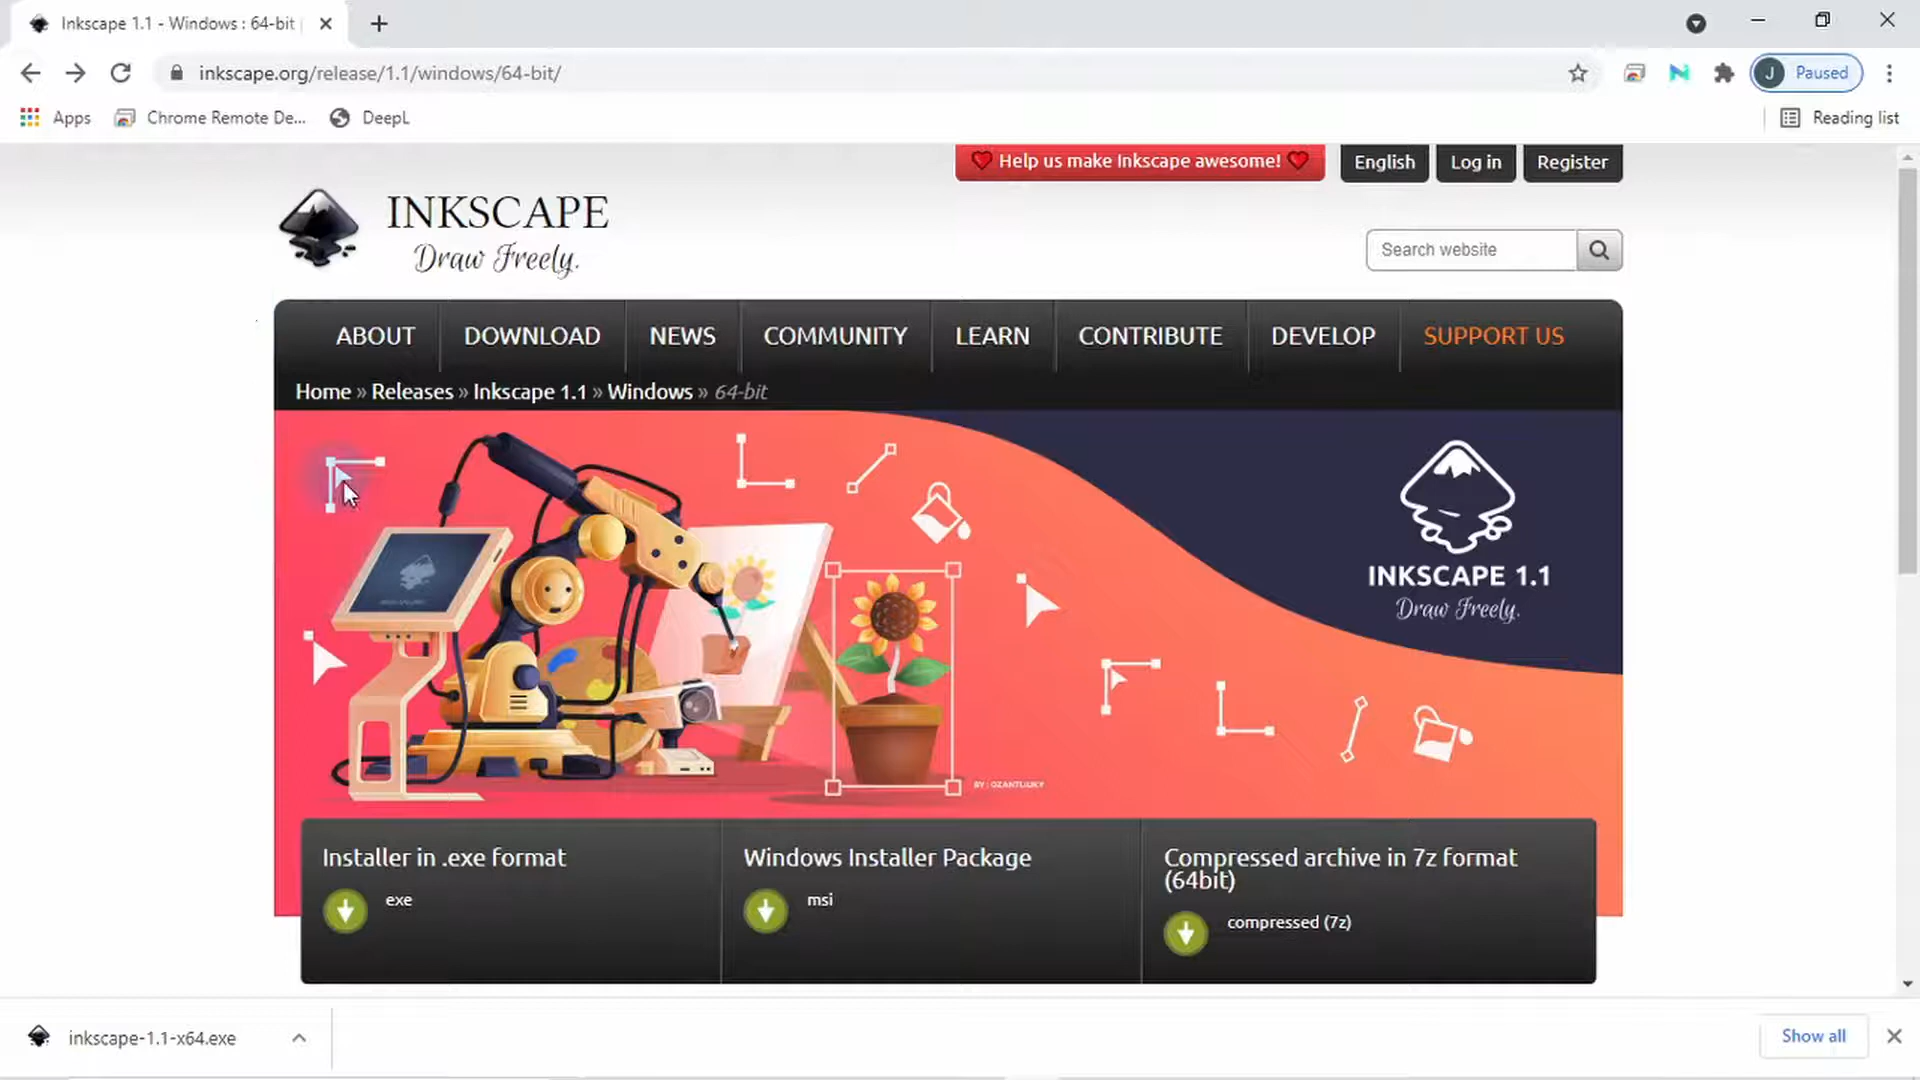 Inkscape 1.1 - Windows : 64-bit
inkscape.org/release/1.1/windows/64-bit/
J Paused
Apps
Chrome Remote De...
DeepL
Reading list
Help us make Inkscape awesome!
English
Log in
Register
INKSCAPE
Draw Freely.
Search website
ABOUT
DOWNLOAD
NEWS
COMMUNITY
LEARN
CONTRIBUTE
DEVELOP
SUPPORT US
Home » Releases » Inkscape 1.1 » Windows » 64-bit
INKSCAPE 1.1
Draw Freely.
BY : OZANTUUKY
Installer in .exe format
exe
Windows Installer Package
msi
Compressed archive in 7z format
(64bit)
compressed (7z)
inkscape-1.1-x64.exe
Show all